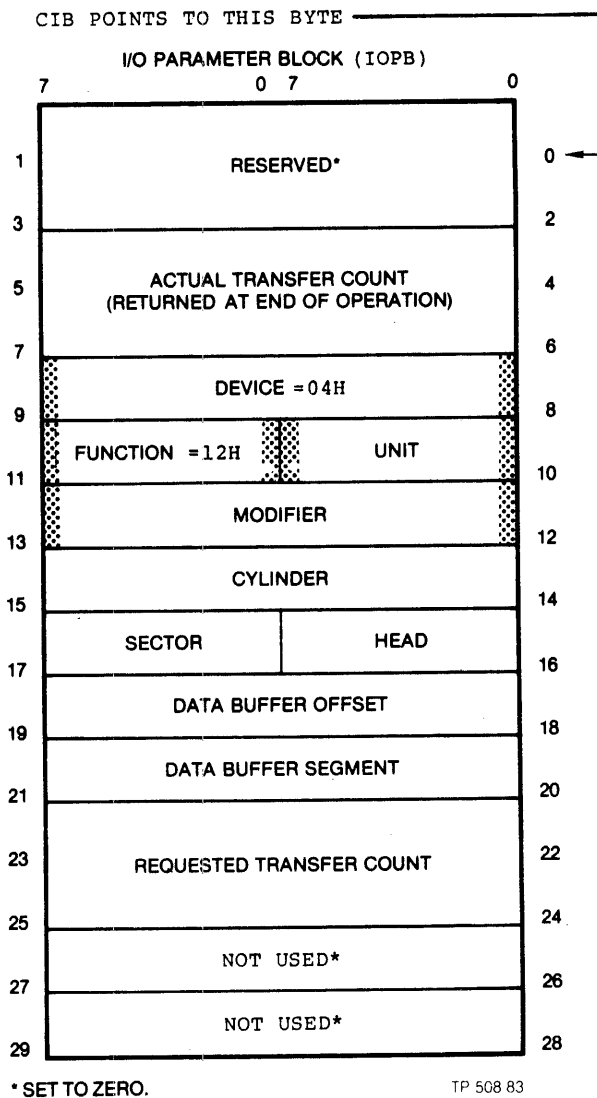 CIB POINTS TO THIS BYTE
I/O PARAMETER BLOCK (IOPB)
7 0 7 0
1 RESERVED* 0
3 2
5 ACTUAL TRANSFER COUNT 4
(RETURNED AT END OF OPERATION)
7 6
DEVICE =04H
9 8
FUNCTION =12H UNIT
11 10
MODIFIER
13 12
CYLINDER
15 14
SECTOR HEAD
17 16
DATA BUFFER OFFSET
19 18
DATA BUFFER SEGMENT
21 20
23 REQUESTED TRANSFER COUNT 22
25 24
NOT USED*
27 26
NOT USED*
29 28
* SET TO ZERO. TP 508 83